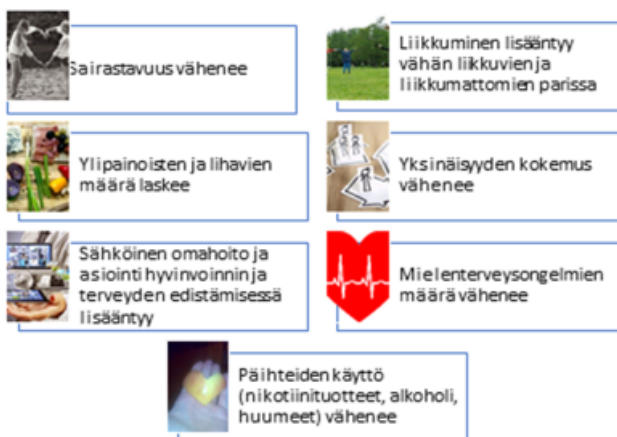 Sairastavuus vähenee
Liikkuminen lisääntyy
vähän liikkuvien ja
liikkumattomien parissa
Ylipainoisten ja lihavien
määrä laskee
Yksinäisyyden kokemus
vähenee
Sähköinen omahoito ja
asiointi hyvinvoinnin ja
terveyden edistämisessä
lisääntyy
Mielenterveysongelmien
määrä vähenee
Päihteiden käyttö
(nikotiinituotteet, alkoholi,
huumeet) vähenee